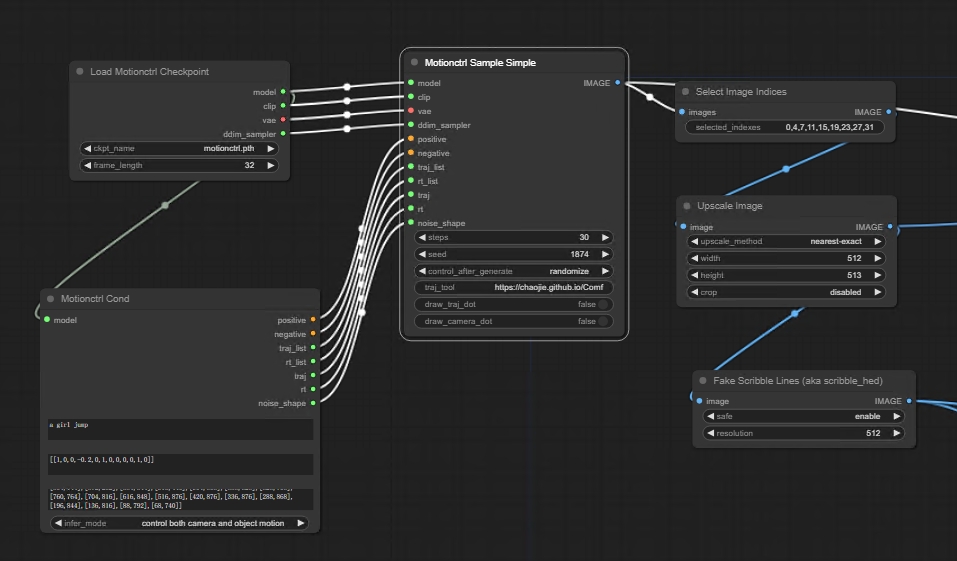 Load Motionctrl Checkpoint
model
clip
vae
ddim_sampler
ckpt_name motionctrl.pth
frame_length 32
Motionctrl Cond
model positive
negative
traj_list
rt_list
traj
rt
noise_shape
a girl jump
[[1,0,0,-0.2,0,1,0,0,0,0,1,0]]
[760,764],[704,816],[616,848],[516,876],[420,876],[336,876],[288,868],
[196,844],[136,816],[88,792],[68,740]]
infer_mode control both camera and object motion
Motionctrl Sample Simple
model IMAGE
clip
vae
ddim_sampler
positive
negative
traj_list
rt_list
traj
rt
noise_shape
steps 30
seed 1874
control_after_generate randomize
traj_tool https://chaojie.github.io/Comf
draw_traj_dot false
draw_camera_dot false
Select Image Indices
images IMAGE
selected_indexes 0,4,7,11,15,19,23,27,31
Upscale Image
image IMAGE
upscale_method nearest-exact
width 512
height 513
crop disabled
Fake Scribble Lines (aka scribble_hed)
image IMAGE
safe enable
resolution 512